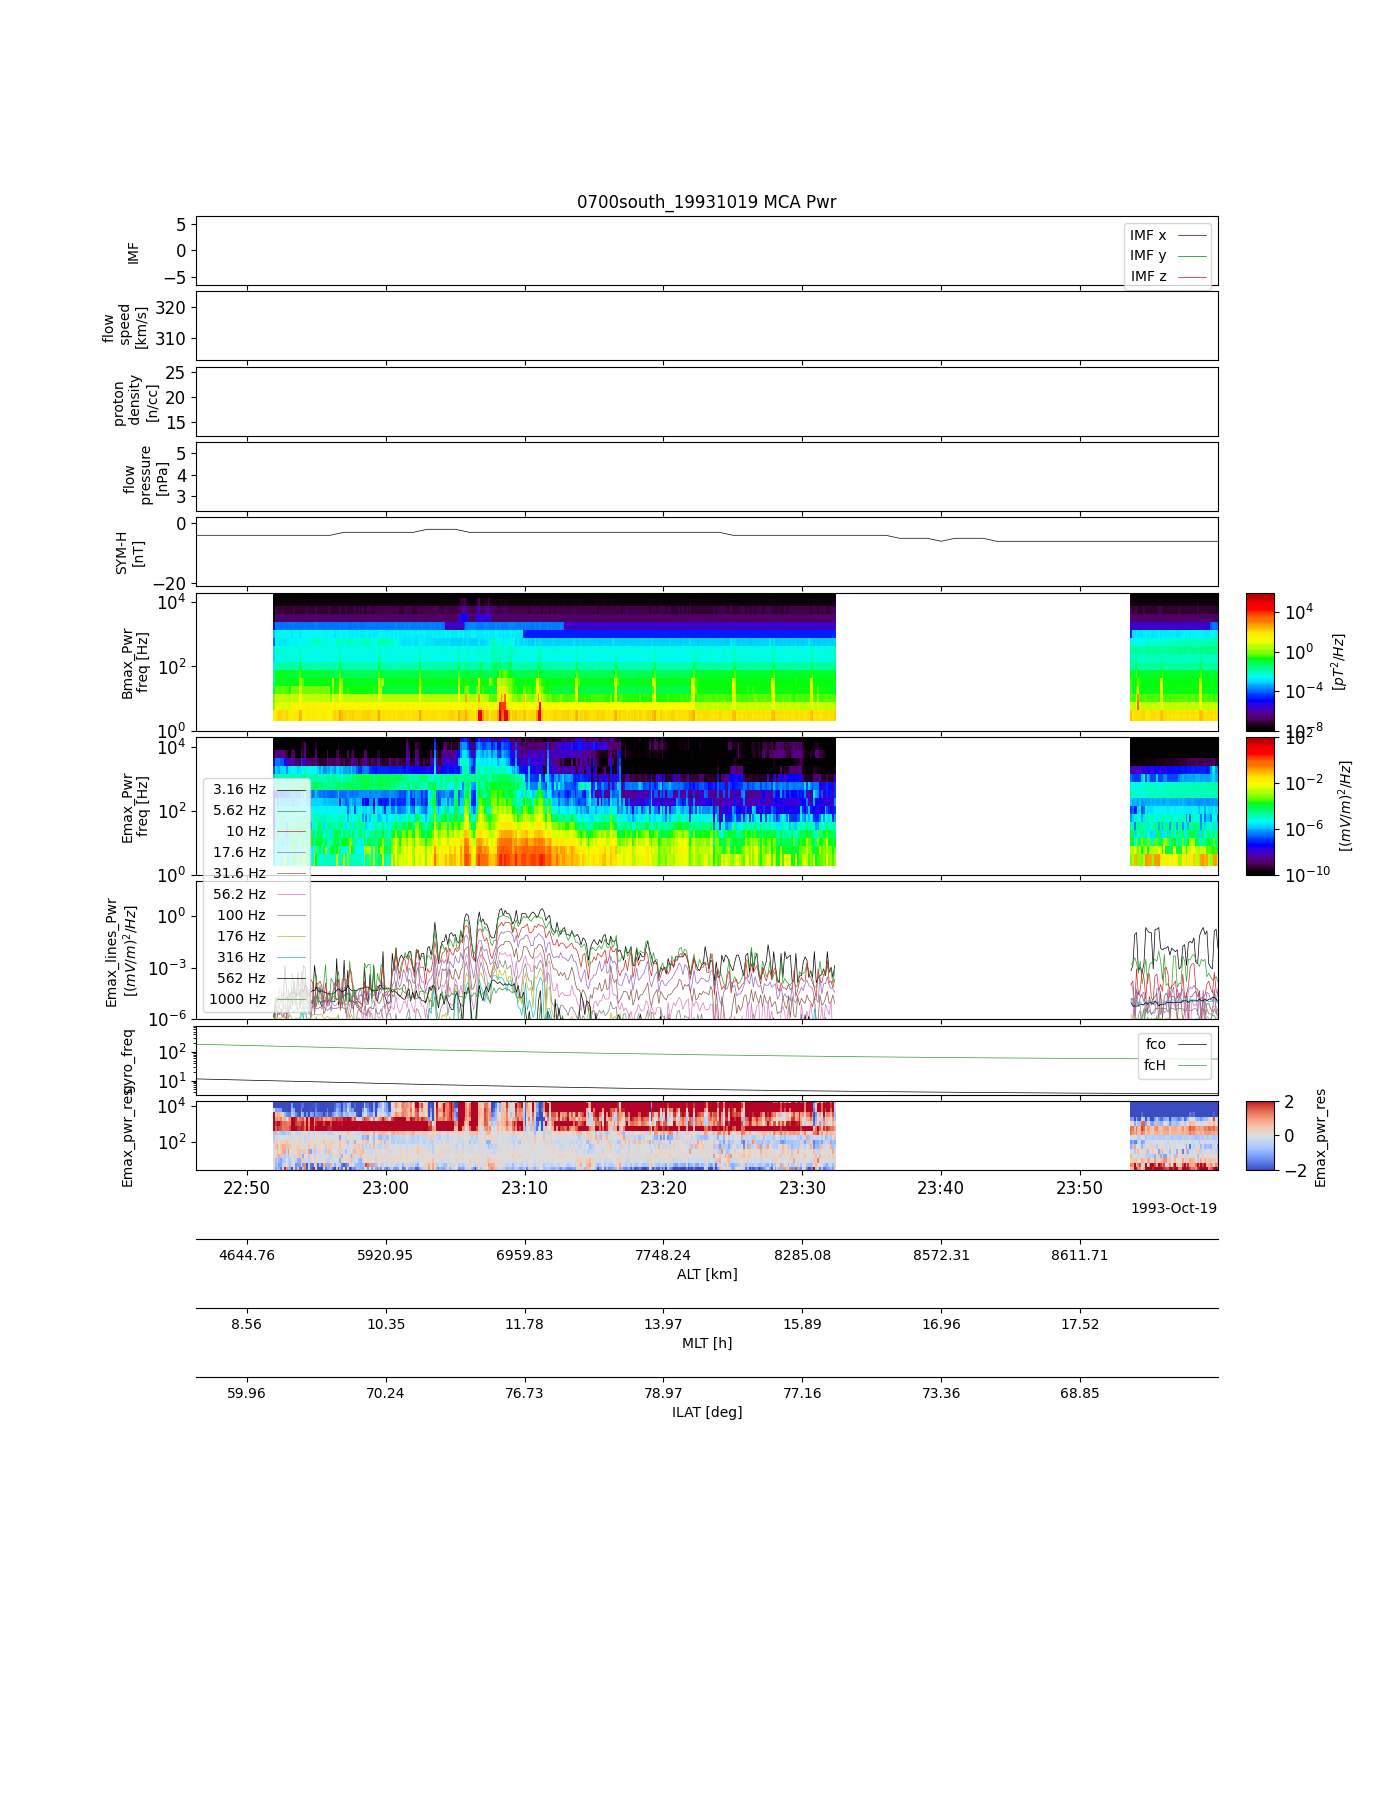 0700south_19931019 MCA Pwr
5
0
−5
IMF
IMF x
IMF y
IMF z
320
310
flow
speed
[km/s]
25
20
15
proton
density
[n/cc]
5
4
3
flow
pressure
[nPa]
0
−20
SYM-H
[nT]
10^4
10^2
10^0
Bmax_Pwr
freq [Hz]
10^4
10^0
10^-4
10^-8
[pT^2/Hz]
10^4
10^2
10^0
Emax_Pwr
freq [Hz]
10^2
10^-2
10^-6
10^-10
[(mV/m)^2/Hz]
3.16 Hz
5.62 Hz
10 Hz
17.6 Hz
31.6 Hz
56.2 Hz
100 Hz
176 Hz
316 Hz
562 Hz
1000 Hz
10^0
10^-3
10^-6
Emax_lines_Pwr
[(mV/m)^2/Hz]
10^2
10^1
gyro_freq
fco
fcH
10^4
10^2
Emax_pwr_res
2
0
−2
Emax_pwr_res
22:50 23:00 23:10 23:20 23:30 23:40 23:50
1993-Oct-19
4644.76 5920.95 6959.83 7748.24 8285.08 8572.31 8611.71
ALT [km]
8.56 10.35 11.78 13.97 15.89 16.96 17.52
MLT [h]
59.96 70.24 76.73 78.97 77.16 73.36 68.85
ILAT [deg]